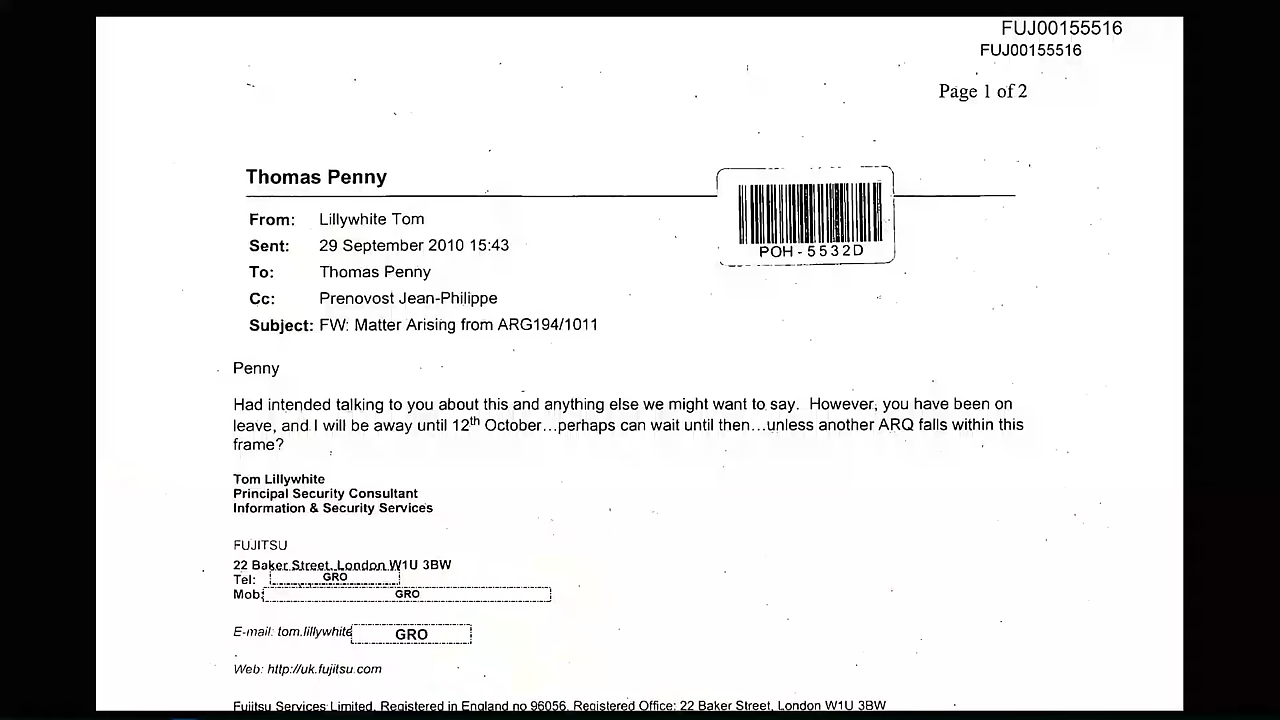 FUJ00155516
FUJ00155516
Page 1 of 2
Thomas Penny
POH-5532D
From: Lillywhite Tom
Sent: 29 September 2010 15:43
To: Thomas Penny
Cc: Prenovost Jean-Philippe
Subject: FW: Matter Arising from ARG194/1011
Penny
Had intended talking to you about this and anything else we might want to say. However, you have been on
leave, and I will be away until 12th October...perhaps can wait until then...unless another ARQ falls within this
frame?
Tom Lillywhite
Principal Security Consultant
Information & Security Services
FUJITSU
22 Baker Street, London W1U 3BW
Tel: GRO
Mob: GRO
E-mail: tom.lillywhite GRO
Web: http://uk.fujitsu.com
Fujitsu Services Limited, Registered in England no 96056, Registered Office: 22 Baker Street, London W1U 3BW